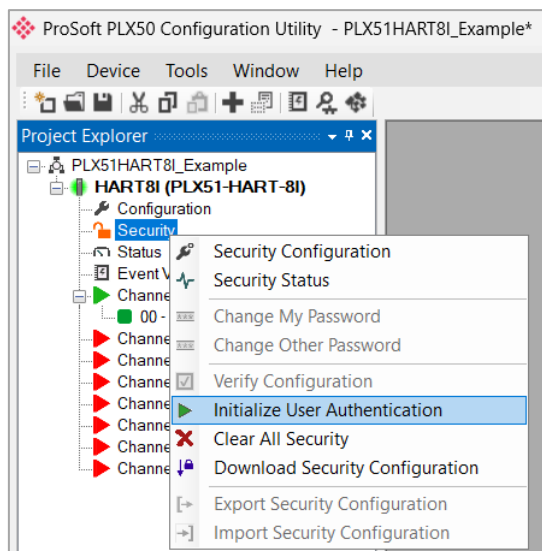 ProSoft PLX50 Configuration Utility - PLX51HART8I_Example*
File Device Tools Window Help
Project Explorer
PLX51HART8I_Example
HART8I (PLX51-HART-8I)
Configuration
Security
Status
Event V
Channe
00 -
Channe
Channe
Channe
Channe
Channe
Channe
Channe
Security Configuration
Security Status
Change My Password
Change Other Password
Verify Configuration
Initialize User Authentication
Clear All Security
Download Security Configuration
Export Security Configuration
Import Security Configuration